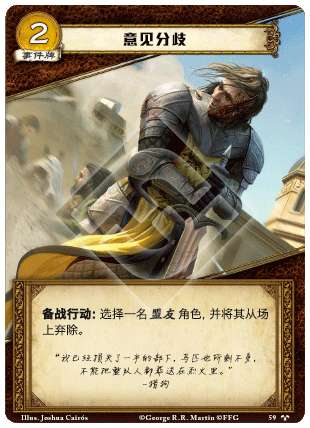 2
意见分歧
事件牌
备战行动: 选择一名盟友角色, 并将其从场
上弃除。
“我已经损失了一半的部下, 马匹也所剩不多,
不能把整队人都葬送在烈火里。”
-猎狗
Illus. Joshua Cairós
©George R.R. Martin ©FFG
59